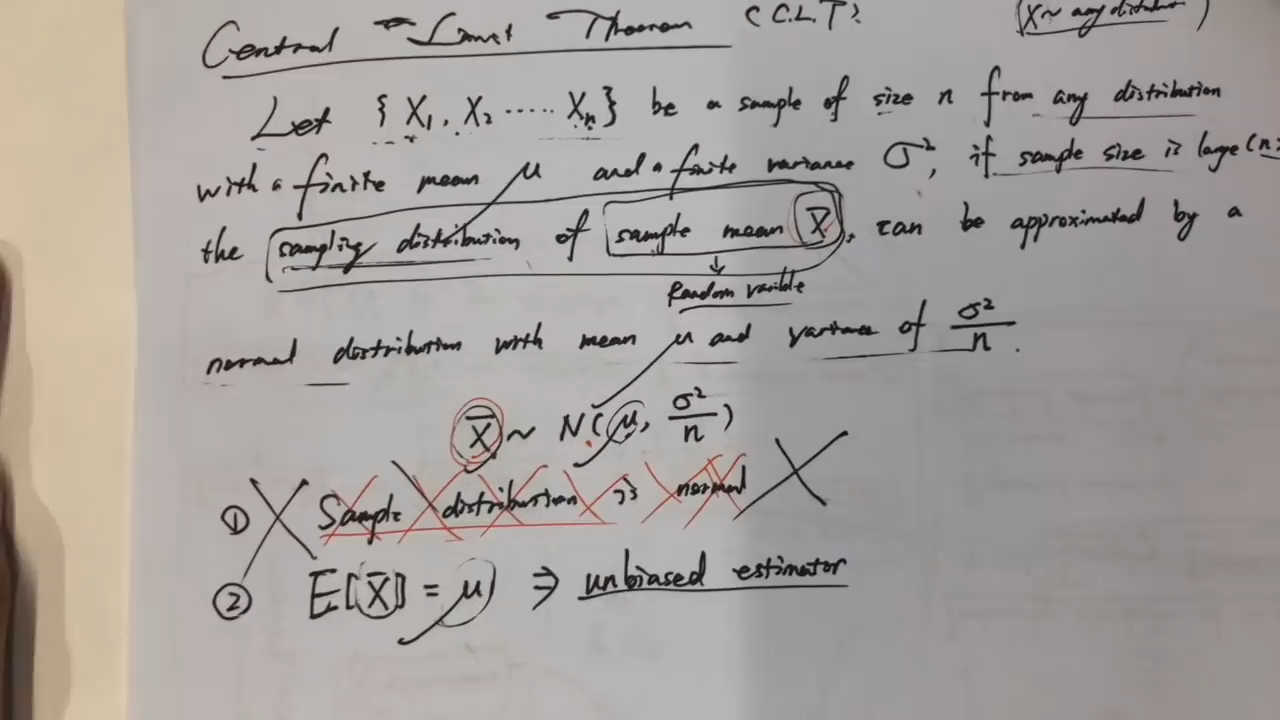 Central Limit Theorem (C.L.T). (X~ any distribution)
Let {X₁, X₂ ..... Xₙ} be a sample of size n from any distribution
with a finite mean μ and a finite variance σ², if sample size is large (n
the sampling distribution of sample mean X̄, can be approximated by a
Random varible
normal distribution with mean μ and variance of σ²/n.
X̄ ~ N(μ, σ²/n)
① Sample distribution is normal
② E[X̄] = μ ⇒ unbiased estimator